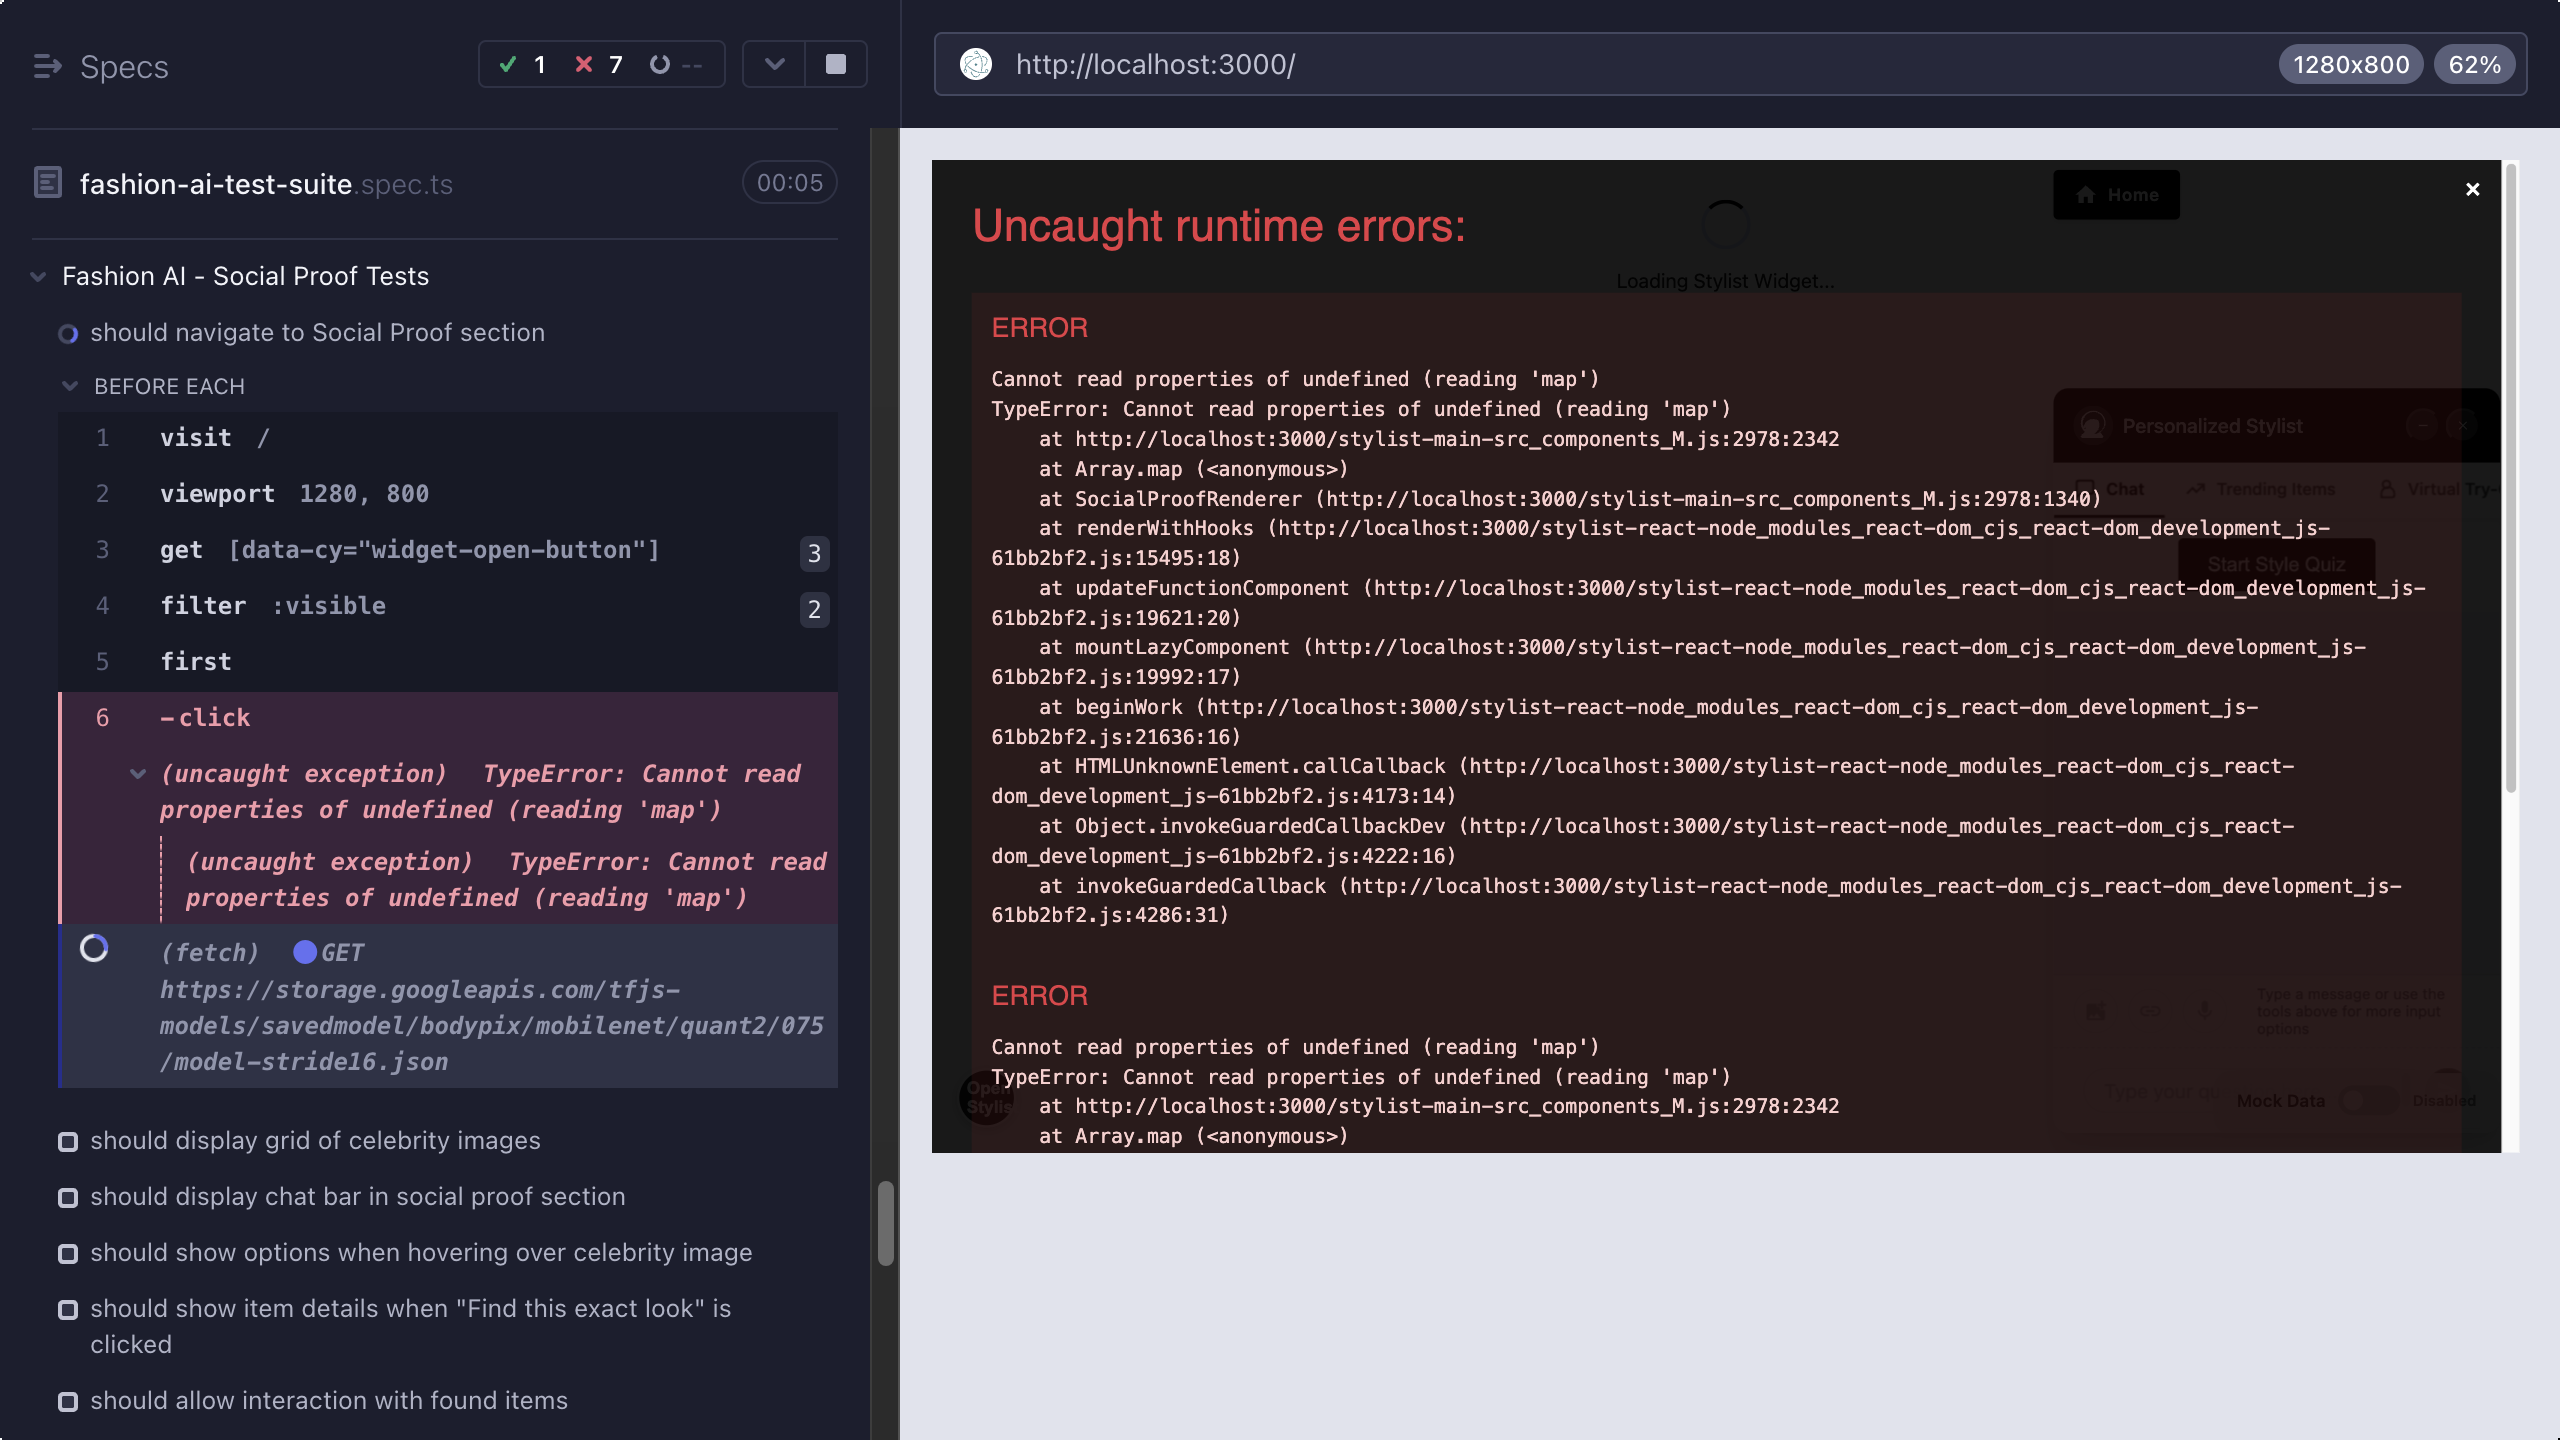 Specs
1
7
--
http://localhost:3000/
1280x800
62%
fashion-ai-test-suite.spec.ts
00:05
Fashion AI - Social Proof Tests
should navigate to Social Proof section
BEFORE EACH
1 visit /
2 viewport 1280, 800
3 get [data-cy="widget-open-button"] 3
4 filter :visible 2
5 first
6 -click
(uncaught exception) TypeError: Cannot read
properties of undefined (reading 'map')
(uncaught exception) TypeError: Cannot read
properties of undefined (reading 'map')
(fetch) GET
https://storage.googleapis.com/tfjs-
models/savedmodel/bodypix/mobilenet/quant2/075
/model-stride16.json
should display grid of celebrity images
should display chat bar in social proof section
should show options when hovering over celebrity image
should show item details when "Find this exact look" is
clicked
should allow interaction with found items
Home
×
Uncaught runtime errors:
Loading Stylist Widget...
ERROR
Cannot read properties of undefined (reading 'map')
TypeError: Cannot read properties of undefined (reading 'map')
at http://localhost:3000/stylist-main-src_components_M.js:2978:2342
at Array.map (<anonymous>)
at SocialProofRenderer (http://localhost:3000/stylist-main-src_components_M.js:2978:1340)
at renderWithHooks (http://localhost:3000/stylist-react-node_modules_react-dom_cjs_react-dom_development_js-
61bb2bf2.js:15495:18)
at updateFunctionComponent (http://localhost:3000/stylist-react-node_modules_react-dom_cjs_react-dom_development_js-
61bb2bf2.js:19621:20)
at mountLazyComponent (http://localhost:3000/stylist-react-node_modules_react-dom_cjs_react-dom_development_js-
61bb2bf2.js:19992:17)
at beginWork (http://localhost:3000/stylist-react-node_modules_react-dom_cjs_react-dom_development_js-
61bb2bf2.js:21636:16)
at HTMLUnknownElement.callCallback (http://localhost:3000/stylist-react-node_modules_react-dom_cjs_react-
dom_development_js-61bb2bf2.js:4173:14)
at Object.invokeGuardedCallbackDev (http://localhost:3000/stylist-react-node_modules_react-dom_cjs_react-
dom_development_js-61bb2bf2.js:4222:16)
at invokeGuardedCallback (http://localhost:3000/stylist-react-node_modules_react-dom_cjs_react-dom_development_js-
61bb2bf2.js:4286:31)
ERROR
Cannot read properties of undefined (reading 'map')
TypeError: Cannot read properties of undefined (reading 'map')
at http://localhost:3000/stylist-main-src_components_M.js:2978:2342
at Array.map (<anonymous>)
Personalized Stylist
Chat
Trending Items
Virtual Try-
Start Style Quiz
Type a message or use the
tools above for more input
options
Type your qu
Mock Data
Disabled
Open
Stylis